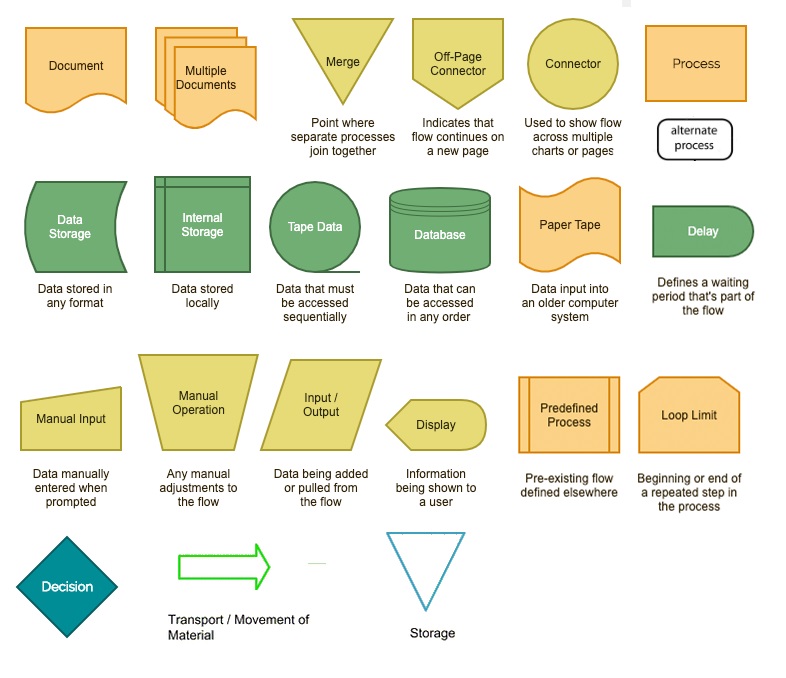 Document
Multiple
Documents
Merge
Off-Page
Connector
Connector
Process
Point where
separate processes
join together
Indicates that
flow continues on
a new page
Used to show flow
across multiple
charts or pages
alternate
process
Data
Storage
Internal
Storage
Tape Data
Database
Paper Tape
Delay
Data stored in
any format
Data stored
locally
Data that must
be accessed
sequentially
Data that can
be accessed
in any order
Data input into
an older computer
system
Defines a waiting
period that's part of
the flow
Manual Input
Manual
Operation
Input /
Output
Display
Predefined
Process
Loop Limit
Data manually
entered when
prompted
Any manual
adjustments to
the flow
Data being added
or pulled from
the flow
Information
being shown to
a user
Pre-existing flow
defined elsewhere
Beginning or end of
a repeated step in
the process
Decision
Transport / Movement of
Material
Storage